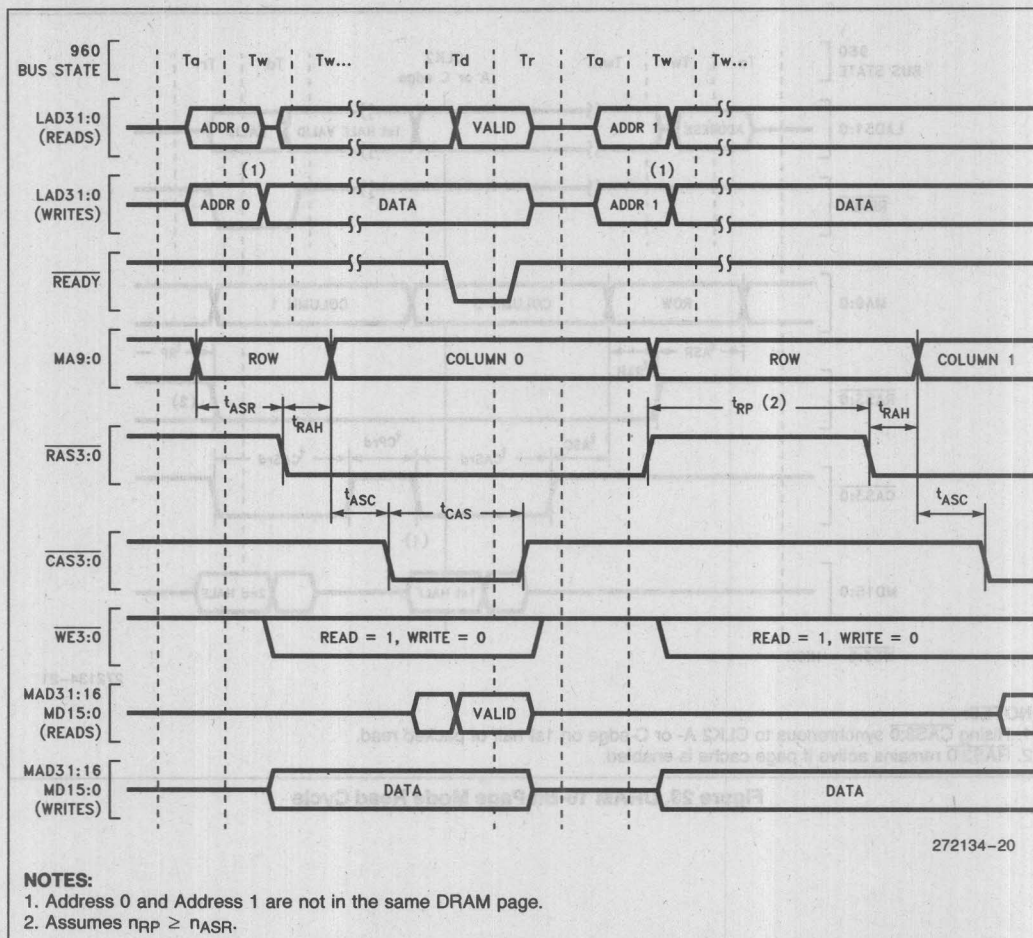 960
BUS STATE
Ta Tw Tw... Td Tr Ta Tw Tw...
LAD31:0
(READS)
ADDR 0 VALID ADDR 1
(1) (1)
LAD31:0
(WRITES)
ADDR 0 DATA ADDR 1 DATA
READY
MA9:0
ROW COLUMN 0 ROW COLUMN 1
tASR tRAH tRP (2) tRAH
RAS3:0
tASC tCAS tASC
CAS3:0
WE3:0
READ = 1, WRITE = 0 READ = 1, WRITE = 0
MAD31:16
MD15:0
(READS)
VALID
MAD31:16
MD15:0
(WRITES)
DATA DATA
272134-20
NOTES:
1. Address 0 and Address 1 are not in the same DRAM page.
2. Assumes nRP ≥ nASR.